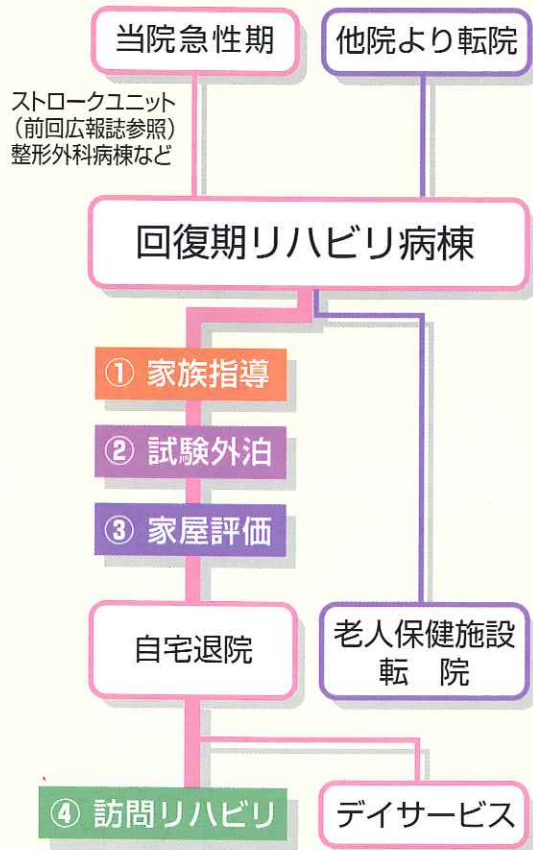 当院急性期
他院より転院
ストロークユニット
(前回広報誌参照)
整形外科病棟など
回復期リハビリ病棟
① 家族指導
② 試験外泊
③ 家屋評価
自宅退院
老人保健施設
転 院
④ 訪問リハビリ
デイサービス